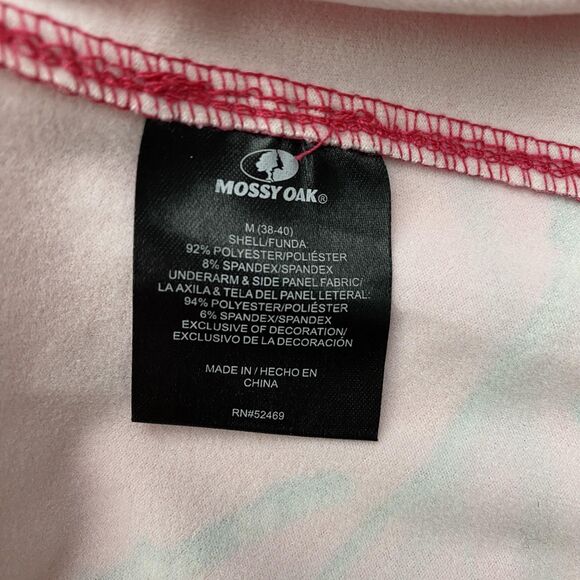 MOSSY OAK®
M (38-40)
SHELL/FUNDA:
92% POLYESTER/POLIÉSTER
8% SPANDEX/SPANDEX
UNDERARM & SIDE PANEL FABRIC/
LA AXILA & TELA DEL PANEL LETERAL:
94% POLYESTER/POLIÉSTER
6% SPANDEX/SPANDEX
EXCLUSIVE OF DECORATION/
EXCLUSIVO DE LA DECORACIÓN
MADE IN / HECHO EN
CHINA
RN#52469